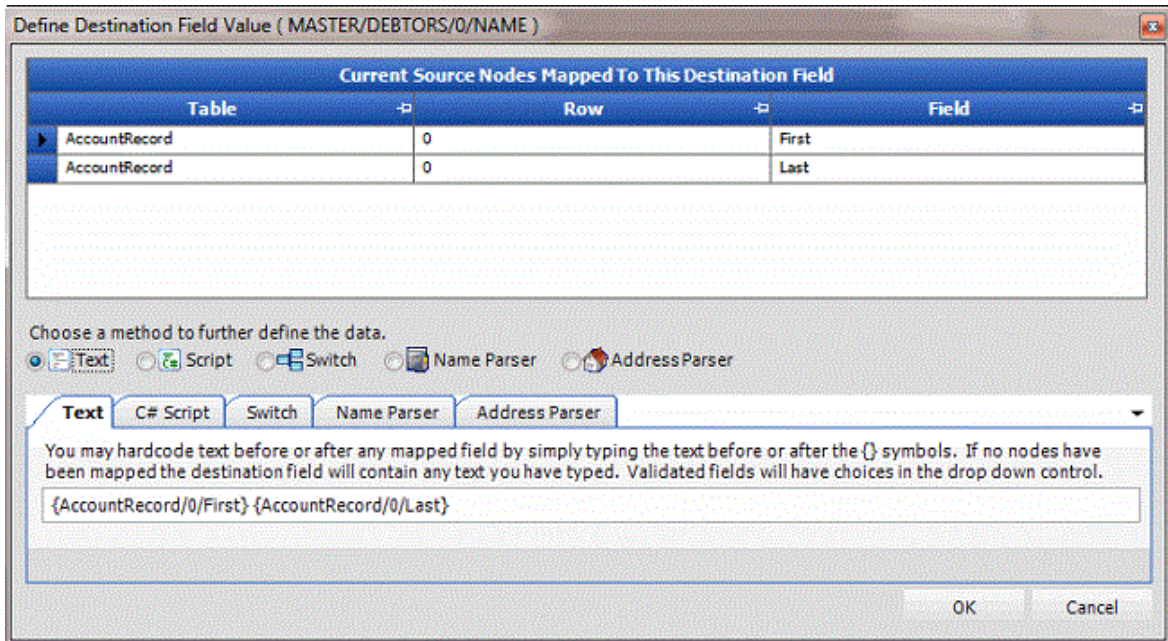 Define Destination Field Value ( MASTER/DEBTORS/0/NAME )
Current Source Nodes Mapped To This Destination Field
Table Row Field
AccountRecord 0 First
AccountRecord 0 Last
Choose a method to further define the data.
Text Script Switch Name Parser Address Parser
Text C# Script Switch Name Parser Address Parser
You may hardcode text before or after any mapped field by simply typing the text before or after the {} symbols. If no nodes have
been mapped the destination field will contain any text you have typed. Validated fields will have choices in the drop down control.
{AccountRecord/0/First} {AccountRecord/0/Last}
OK Cancel